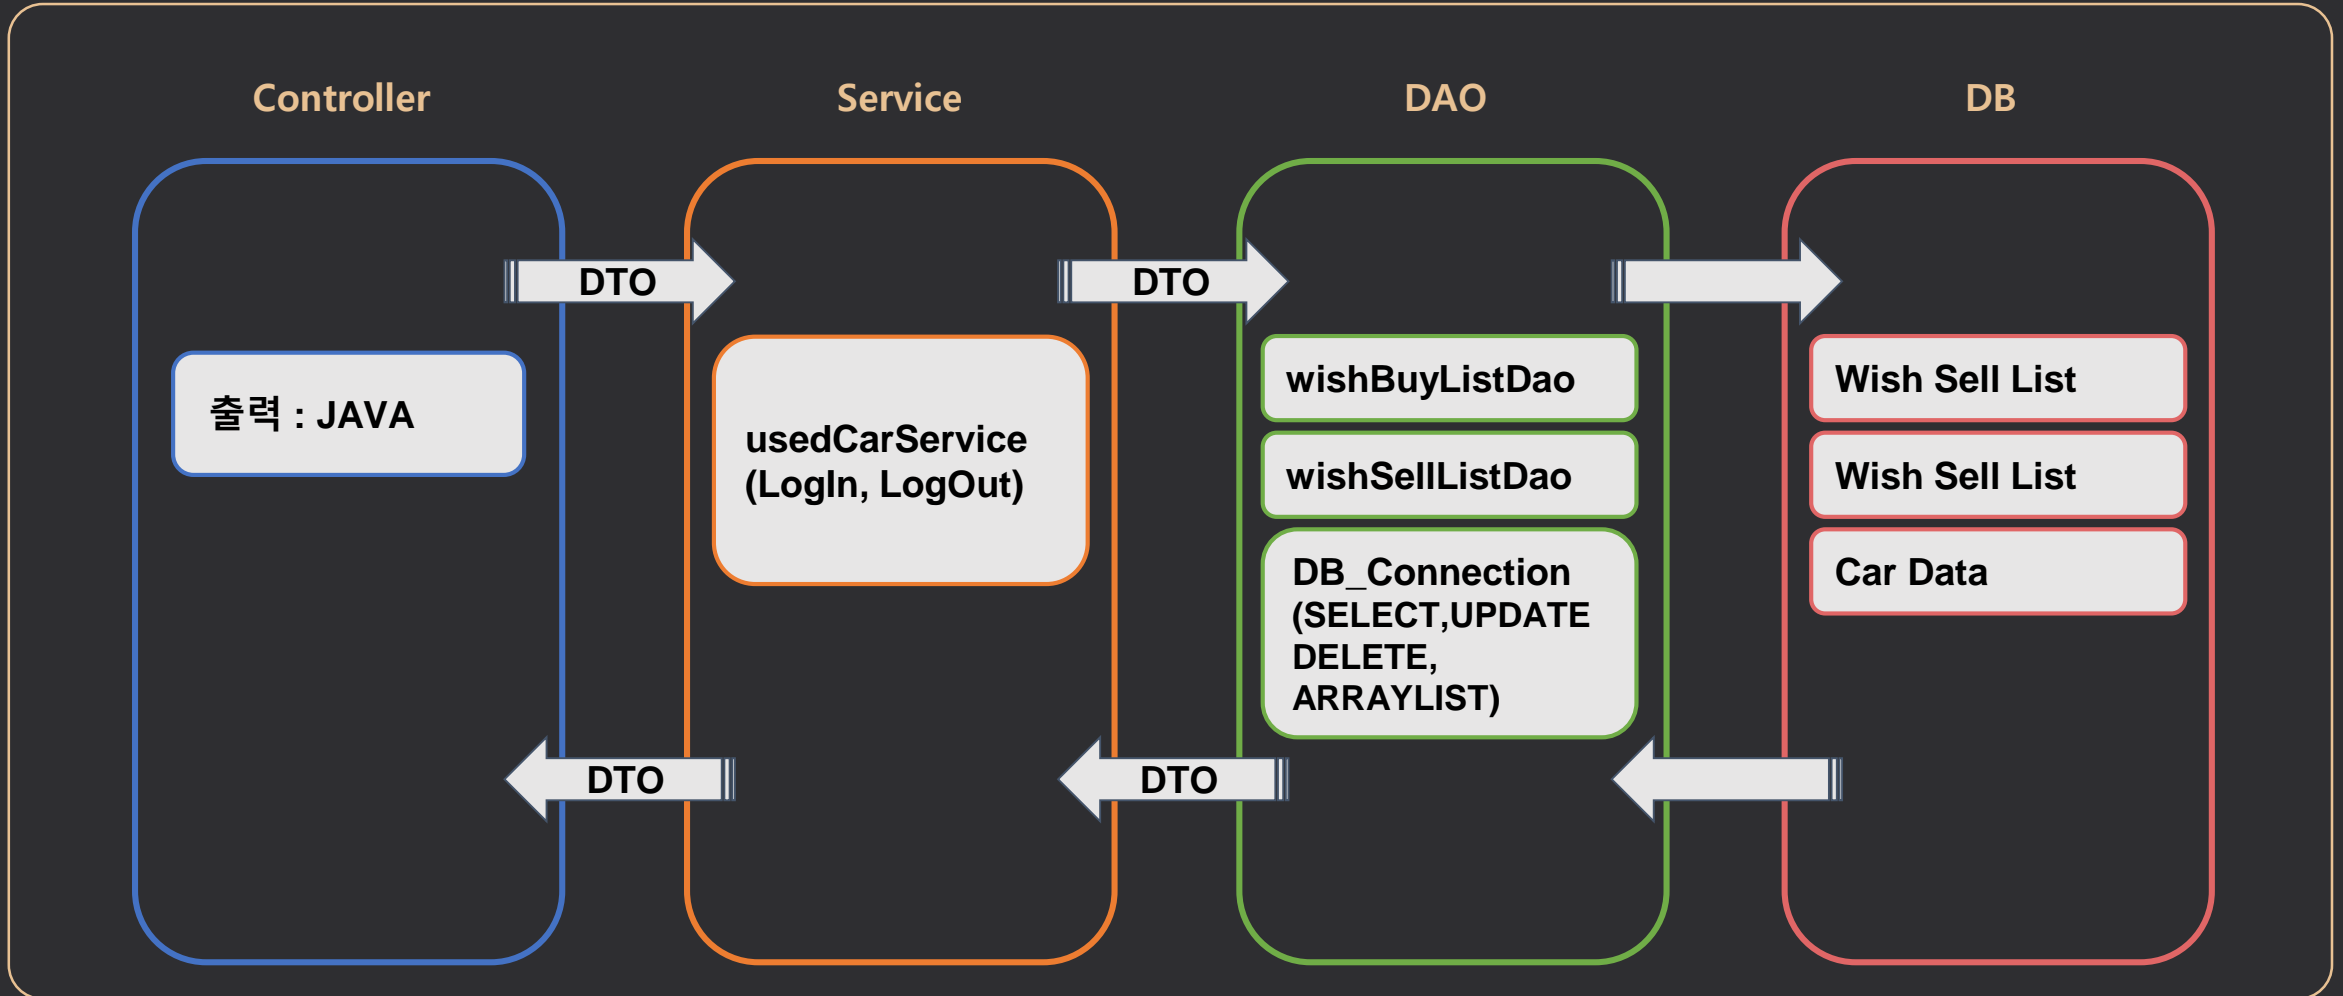 Controller
Service
DAO
DB
DTO
DTO
출력 : JAVA
usedCarService
(LogIn, LogOut)
wishBuyListDao
wishSellListDao
DB_Connection
(SELECT,UPDATE
DELETE,
ARRAYLIST)
Wish Sell List
Wish Sell List
Car Data
DTO
DTO